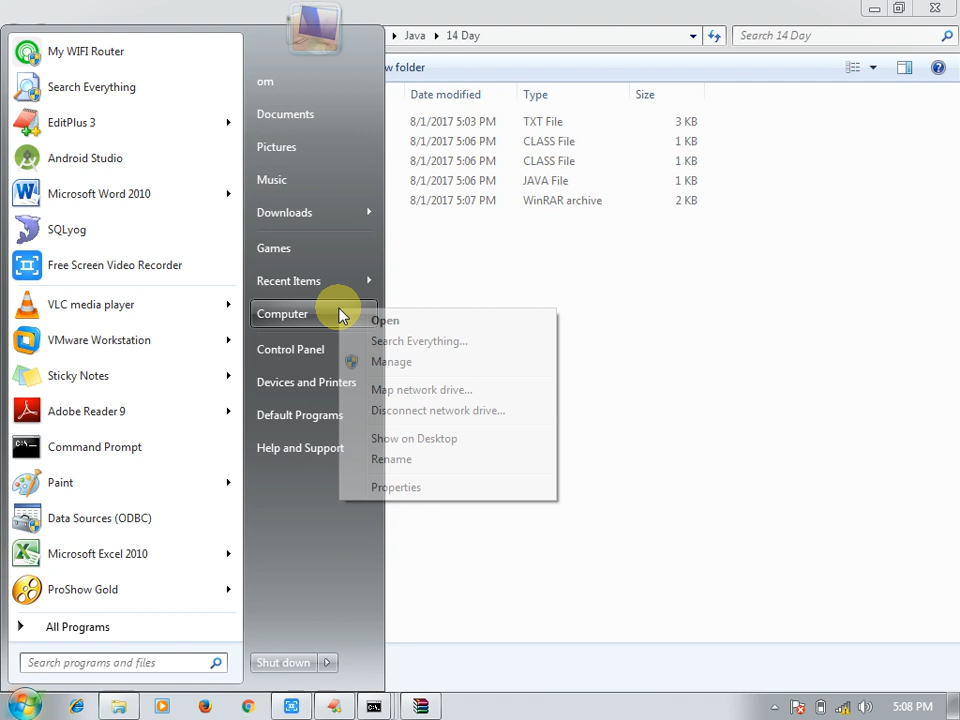 Java ▸ 14 Day
Search 14 Day
w folder
Date modified Type Size
8/1/2017 5:03 PM TXT File 3 KB
8/1/2017 5:06 PM CLASS File 1 KB
8/1/2017 5:06 PM CLASS File 1 KB
8/1/2017 5:06 PM JAVA File 1 KB
8/1/2017 5:07 PM WinRAR archive 2 KB
My WIFI Router
Search Everything
EditPlus 3
Android Studio
Microsoft Word 2010
SQLyog
Free Screen Video Recorder
VLC media player
VMware Workstation
Sticky Notes
Adobe Reader 9
Command Prompt
Paint
Data Sources (ODBC)
Microsoft Excel 2010
ProShow Gold
All Programs
Search programs and files
om
Documents
Pictures
Music
Downloads
Games
Recent Items
Computer
Control Panel
Devices and Printers
Default Programs
Help and Support
Shut down
Open
Search Everything...
Manage
Map network drive...
Disconnect network drive...
Show on Desktop
Rename
Properties
5:08 PM